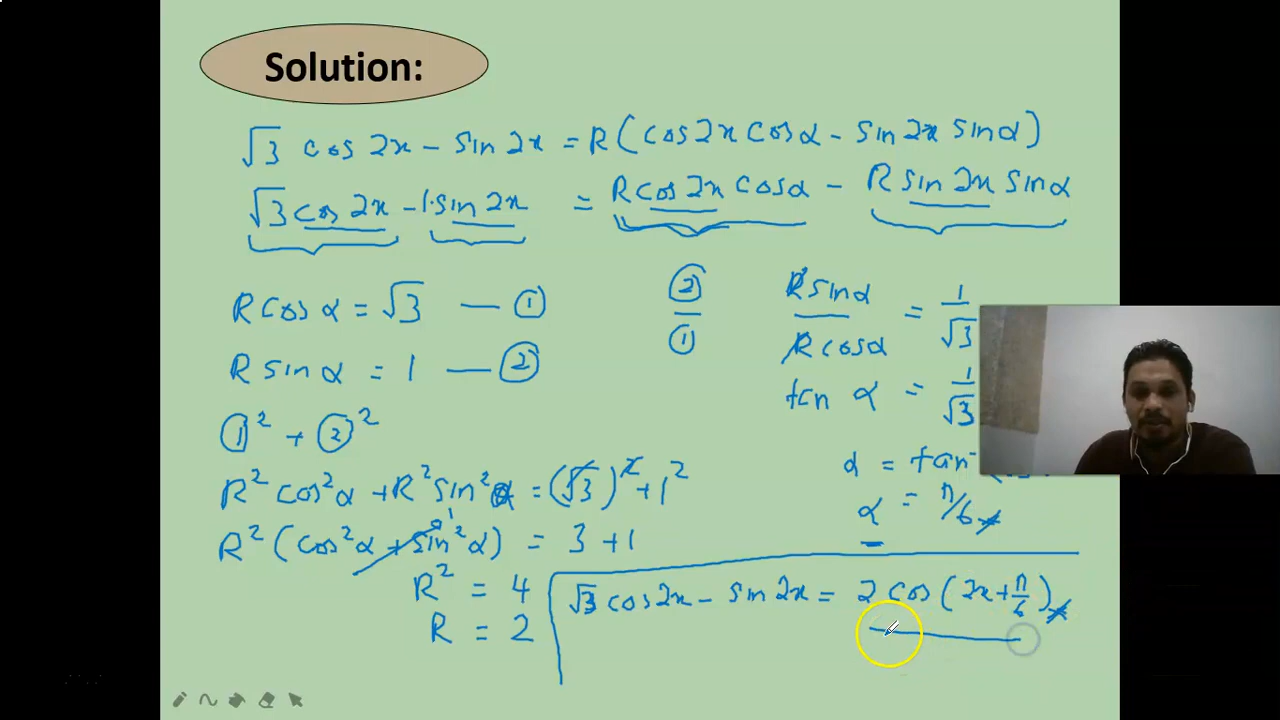 Solution:
√3 cos 2x − sin 2x = R(cos 2x cos α − sin 2x sin α)
√3 cos 2x − 1·sin 2x = R cos 2x cos α − R sin 2x sin α
R cos α = √3 — ①
R sin α = 1 — ②
②/① R sin α / R cos α = 1/√3
tan α = 1/√3
①² + ②²
α = tan⁻
R² cos² α + R² sin² α = (√3)² + 1²
α = π/6
R² (cos² α + sin² α) = 3 + 1
1
R² = 4
R = 2
√3 cos 2x − sin 2x = 2 cos (2x + π/6)